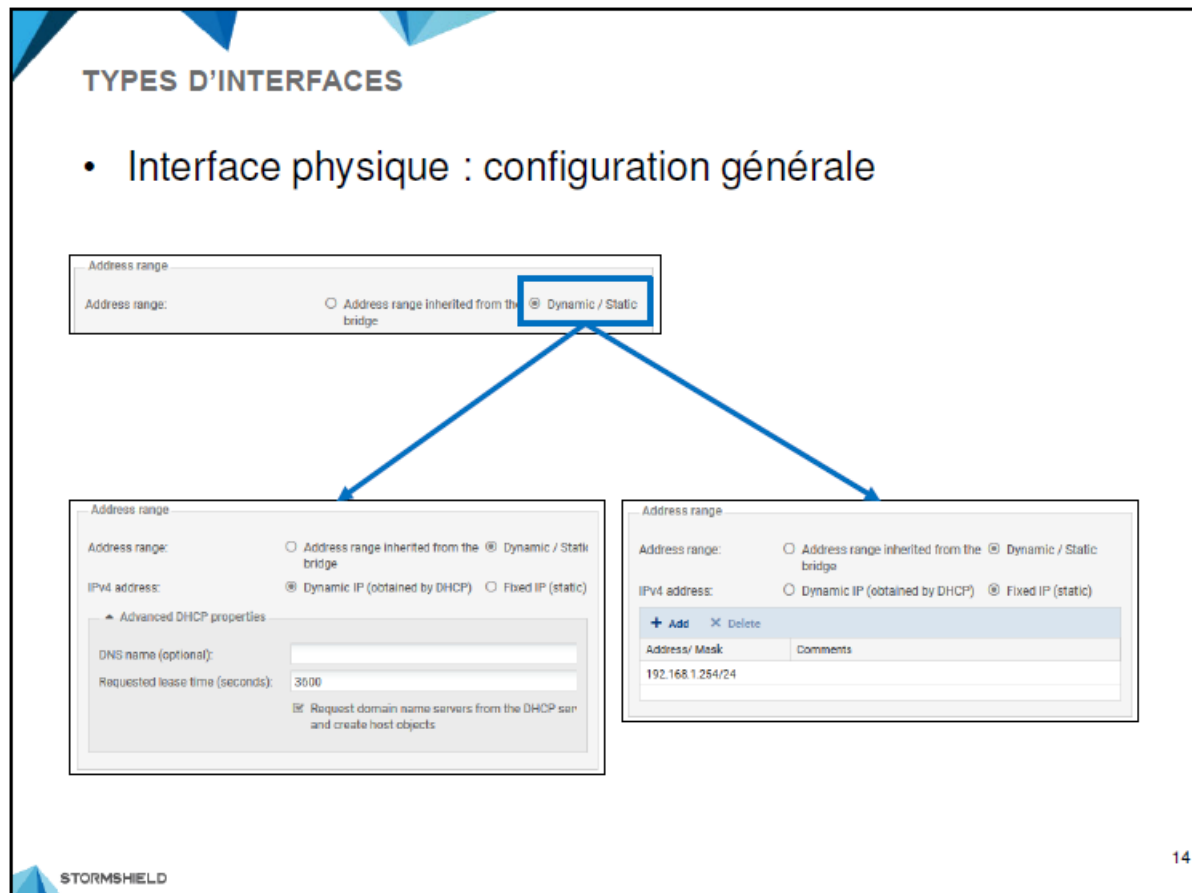 TYPES D'INTERFACES
• Interface physique : configuration générale
Address range
Address range:
Address range inherited from the
bridge
Dynamic / Static
Address range
Address range:
Address range inherited from the
bridge
Dynamic / Static
IPv4 address:
Dynamic IP (obtained by DHCP)
Fixed IP (static)
Advanced DHCP properties
DNS name (optional):
Requested lease time (seconds):
3600
Request domain name servers from the DHCP ser
and create host objects
Address range
Address range:
Address range inherited from the
bridge
Dynamic / Static
IPv4 address:
Dynamic IP (obtained by DHCP)
Fixed IP (static)
+ Add
× Delete
Address/ Mask
Comments
192.168.1.254/24
14
STORMSHIELD